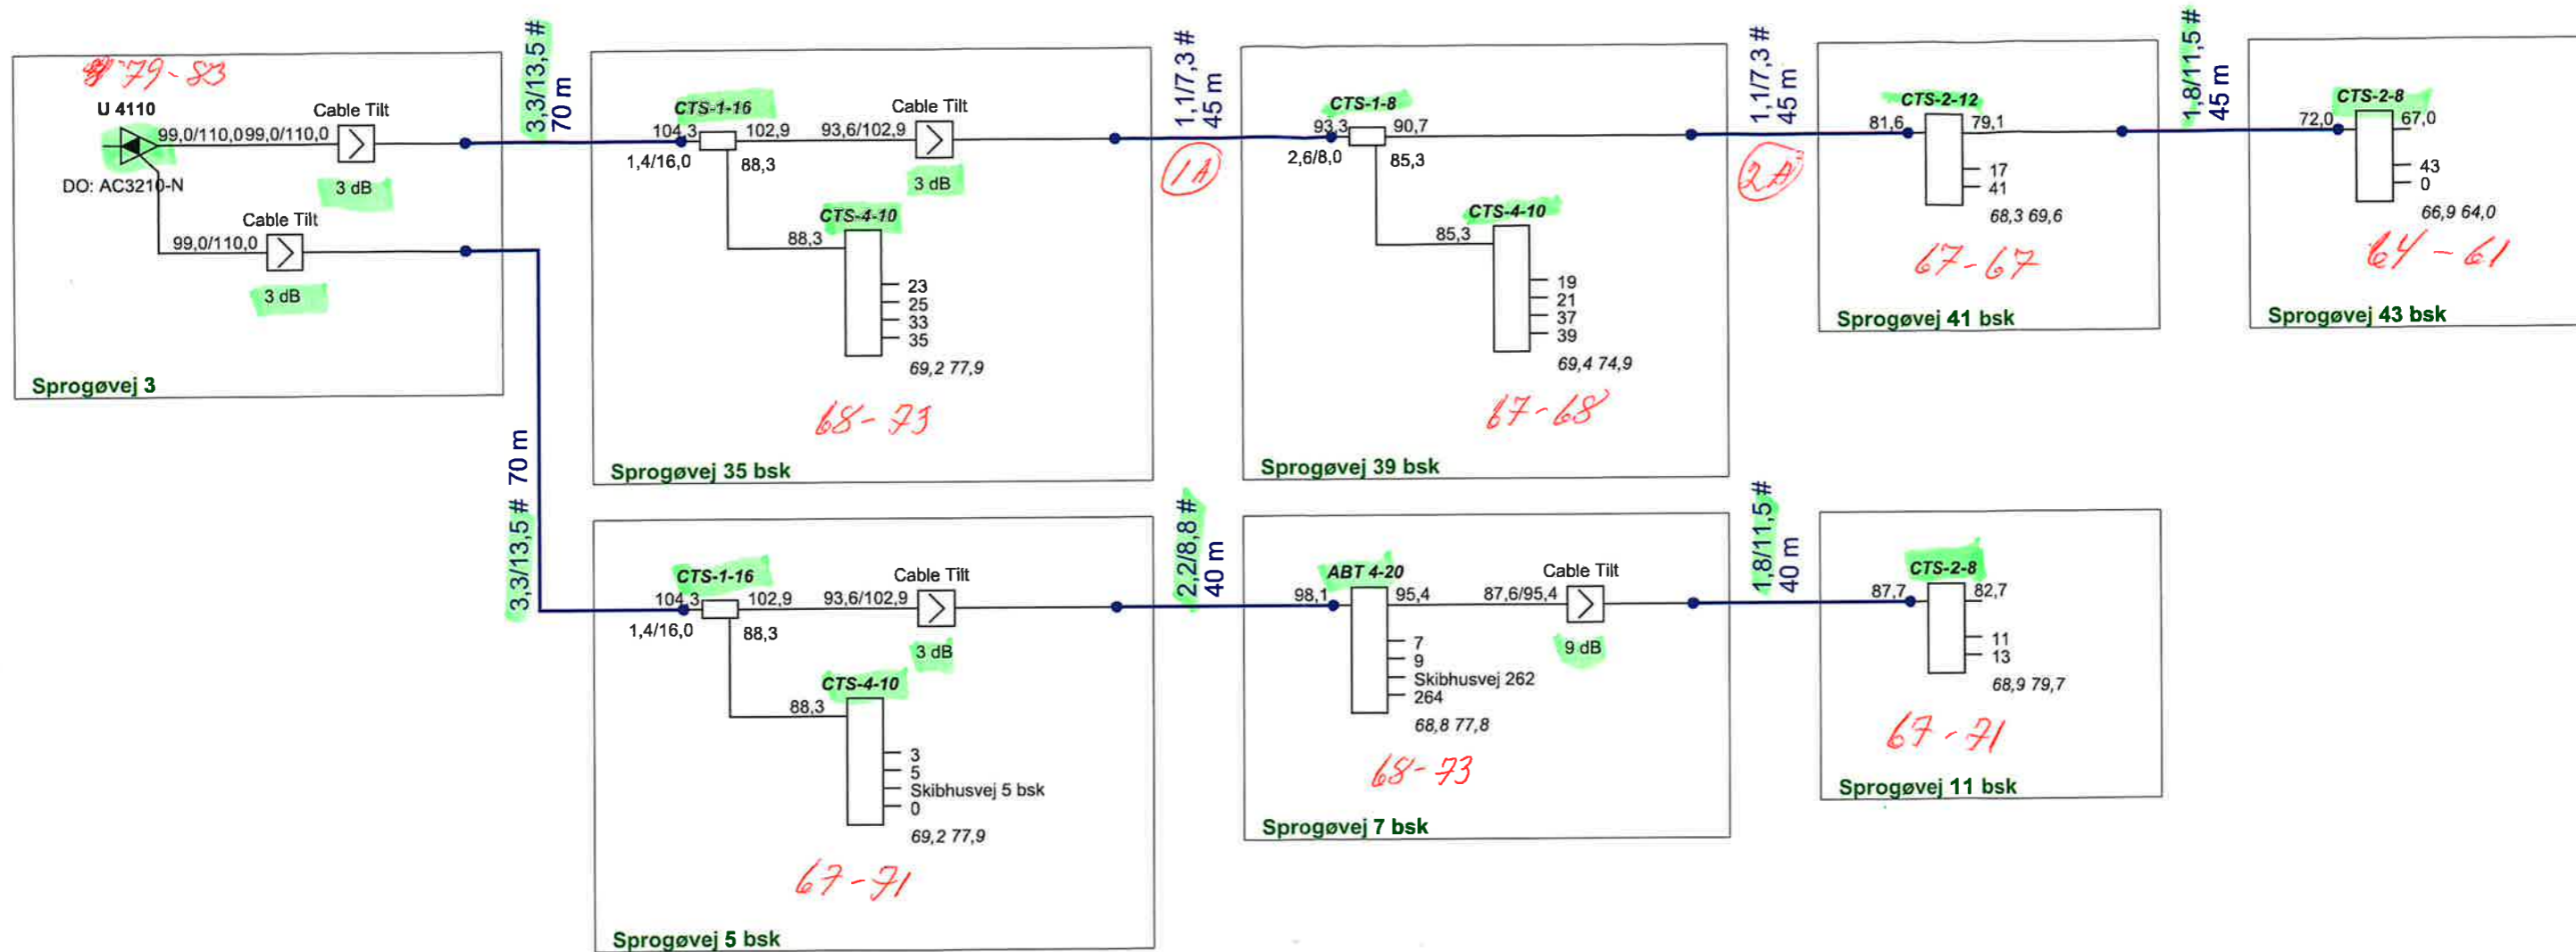 79-83
U 4110
99,0/110,0
99,0/110,0
Cable Tilt
3 dB
DO: AC3210-N
99,0/110,0
Cable Tilt
3 dB
Sprogøvej 3
3,3/13,5 #
70 m
CTS-1-16
104,3
102,9
1,4/16,0
88,3
93,6/102,9
Cable Tilt
3 dB
CTS-4-10
88,3
23
25
33
35
69,2 77,9
68-73
Sprogøvej 35 bsk
1,1/7,3 #
45 m
1A
CTS-1-8
93,3
90,7
2,6/8,0
85,3
CTS-4-10
85,3
19
21
37
39
69,4 74,9
67-68
Sprogøvej 39 bsk
1,1/7,3 #
45 m
2A
CTS-2-12
81,6
79,1
17
41
68,3 69,6
67-67
Sprogøvej 41 bsk
1,8/11,5 #
45 m
CTS-2-8
72,0
67,0
43
0
66,9 64,0
64-61
Sprogøvej 43 bsk
3,3/13,5 # 70 m
CTS-1-16
104,3
102,9
1,4/16,0
88,3
93,6/102,9
Cable Tilt
3 dB
CTS-4-10
88,3
3
5
Skibhusvej 5 bsk
0
69,2 77,9
67-71
Sprogøvej 5 bsk
2,2/8,8 #
40 m
ABT 4-20
98,1
95,4
7
9
Skibhusvej 262
264
68,8 77,8
87,6/95,4
Cable Tilt
9 dB
68-73
Sprogøvej 7 bsk
1,8/11,5 #
40 m
CTS-2-8
87,7
82,7
11
13
68,9 79,7
67-71
Sprogøvej 11 bsk